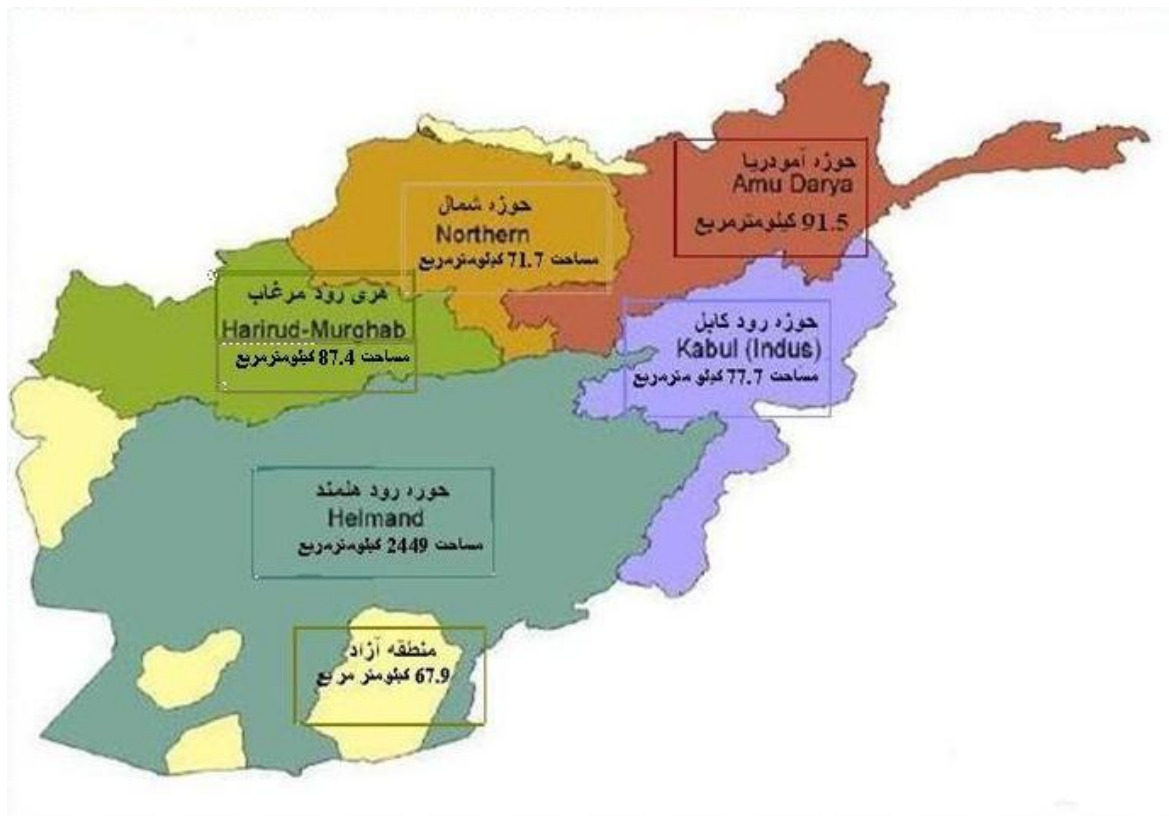 حوزه آمودریا
Amu Darya
91.5 کیلومترمربع
حوزه شمال
Northern
مساحت 71.7 کیلومترمربع
هری رود مرغاب
Harirud-Murghab
مساحت 87.4 کیلومترمربع
حوزه رود کابل
Kabul (Indus)
مساحت 77.7 کیلو مترمربع
حوزه رود هلمند
Helmand
مساحت 2449 کیلومترمربع
منطقه آزاد
67.9 کیلومتر مربع